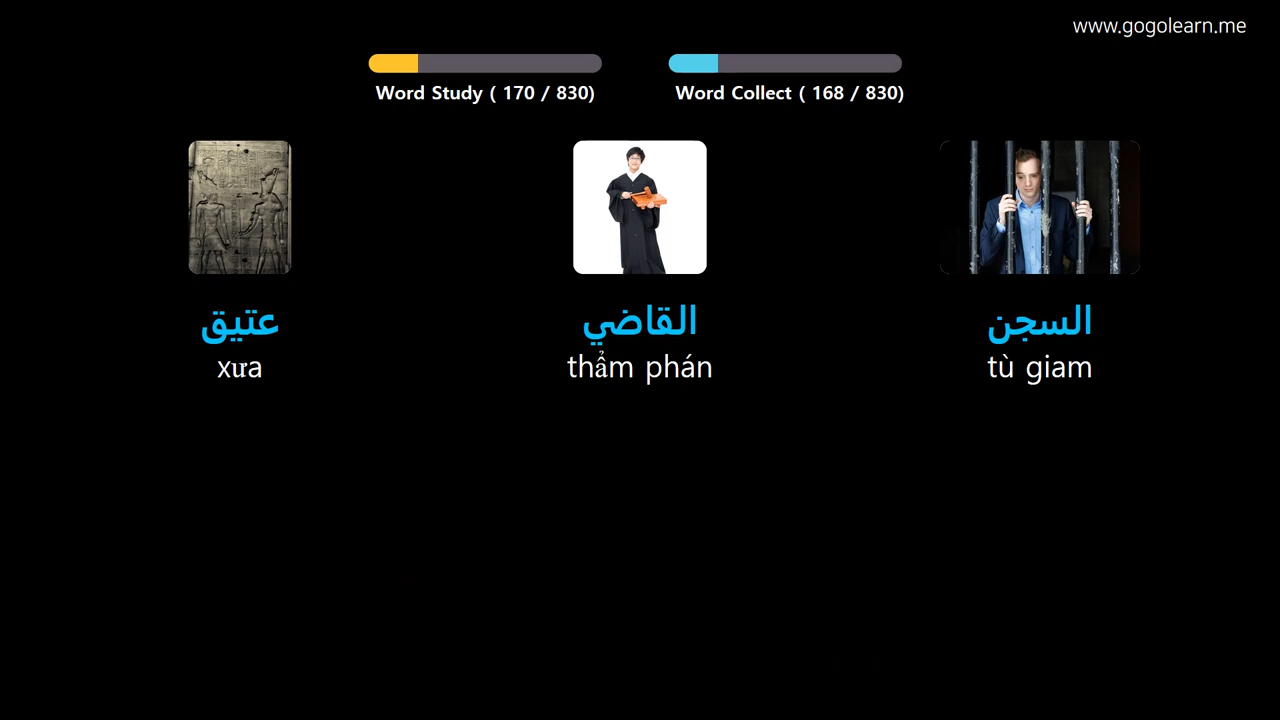 www.gogolearn.me
Word Study ( 170 / 830)
Word Collect ( 168 / 830)
عتيق
xưa
القاضي
thẩm phán
السجن
tù giam